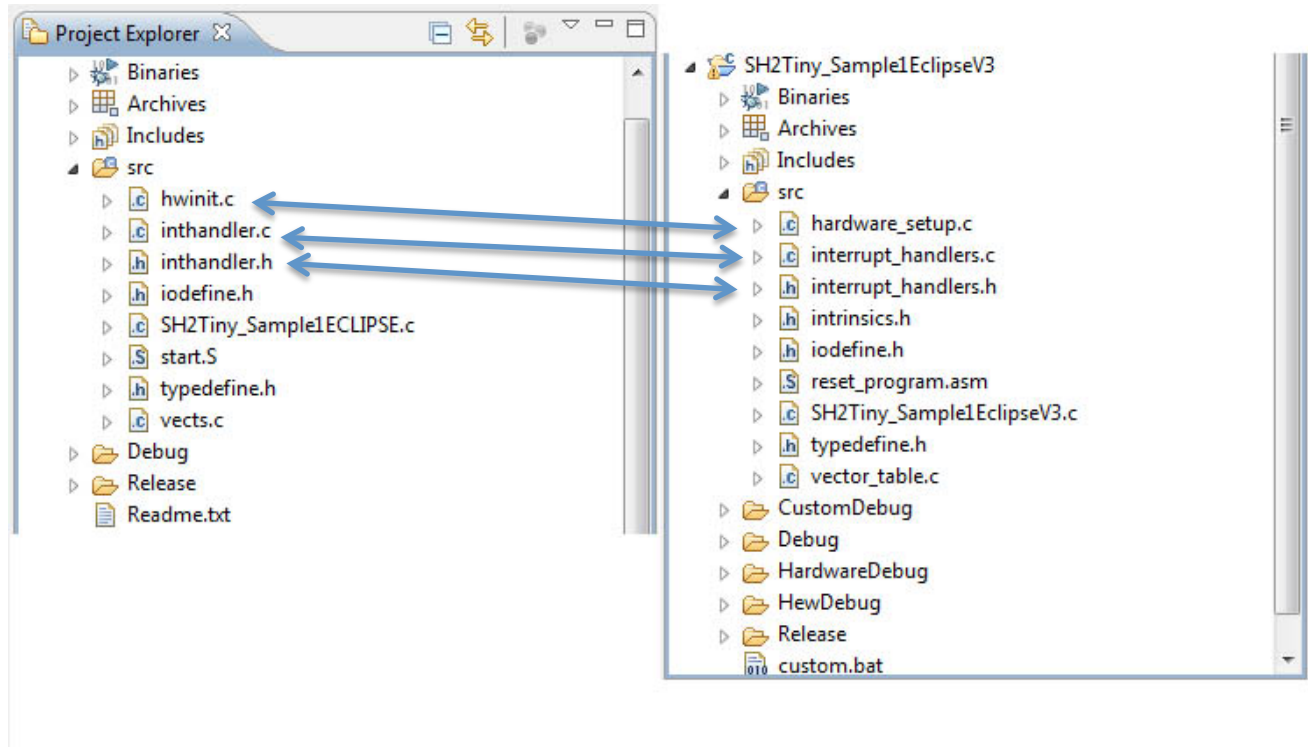 Project Explorer
Binaries
Archives
Includes
src
hwinit.c
inthandler.c
inthandler.h
iodefine.h
SH2Tiny_Sample1ECLIPSE.c
start.S
typedefine.h
vects.c
Debug
Release
Readme.txt
SH2Tiny_Sample1EclipseV3
Binaries
Archives
Includes
src
hardware_setup.c
interrupt_handlers.c
interrupt_handlers.h
intrinsics.h
iodefine.h
reset_program.asm
SH2Tiny_Sample1EclipseV3.c
typedefine.h
vector_table.c
CustomDebug
Debug
HardwareDebug
HewDebug
Release
custom.bat